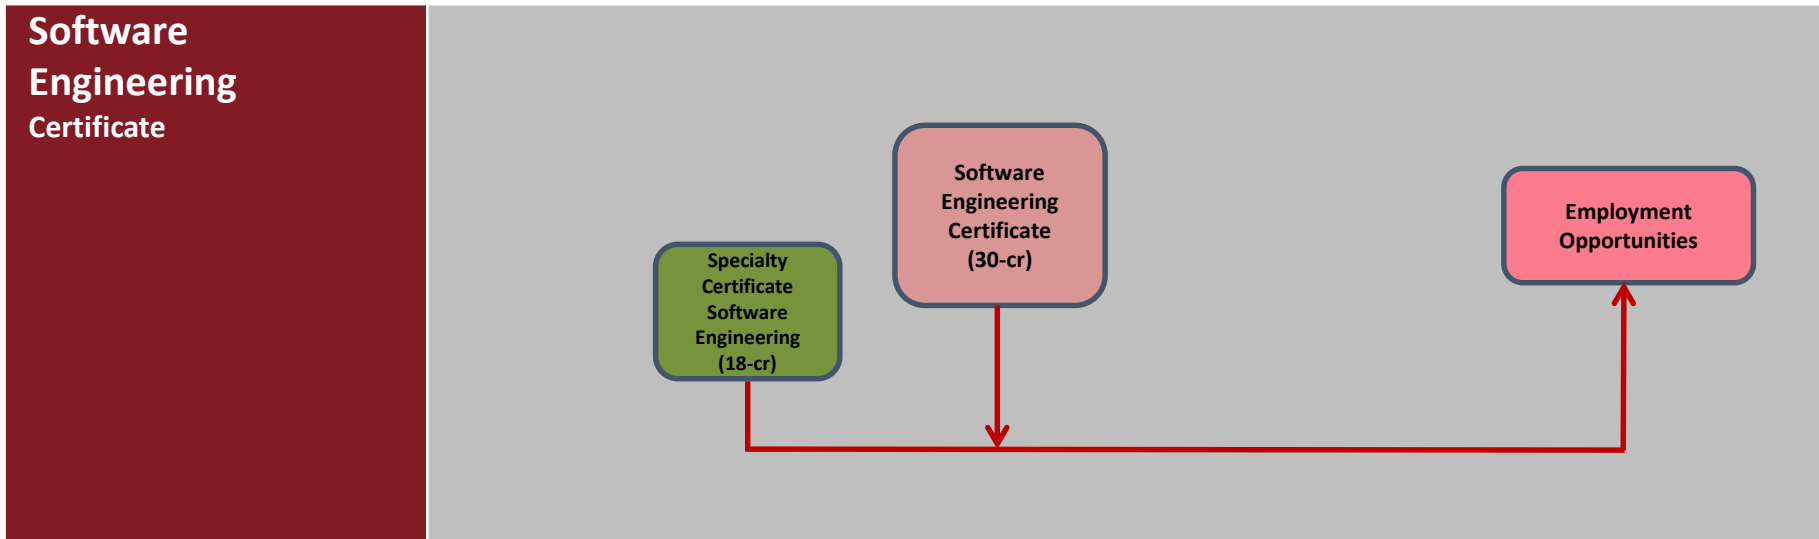 Software
Engineering
Certificate
Specialty
Certificate
Software
Engineering
(18-cr)
Software
Engineering
Certificate
(30-cr)
Employment
Opportunities